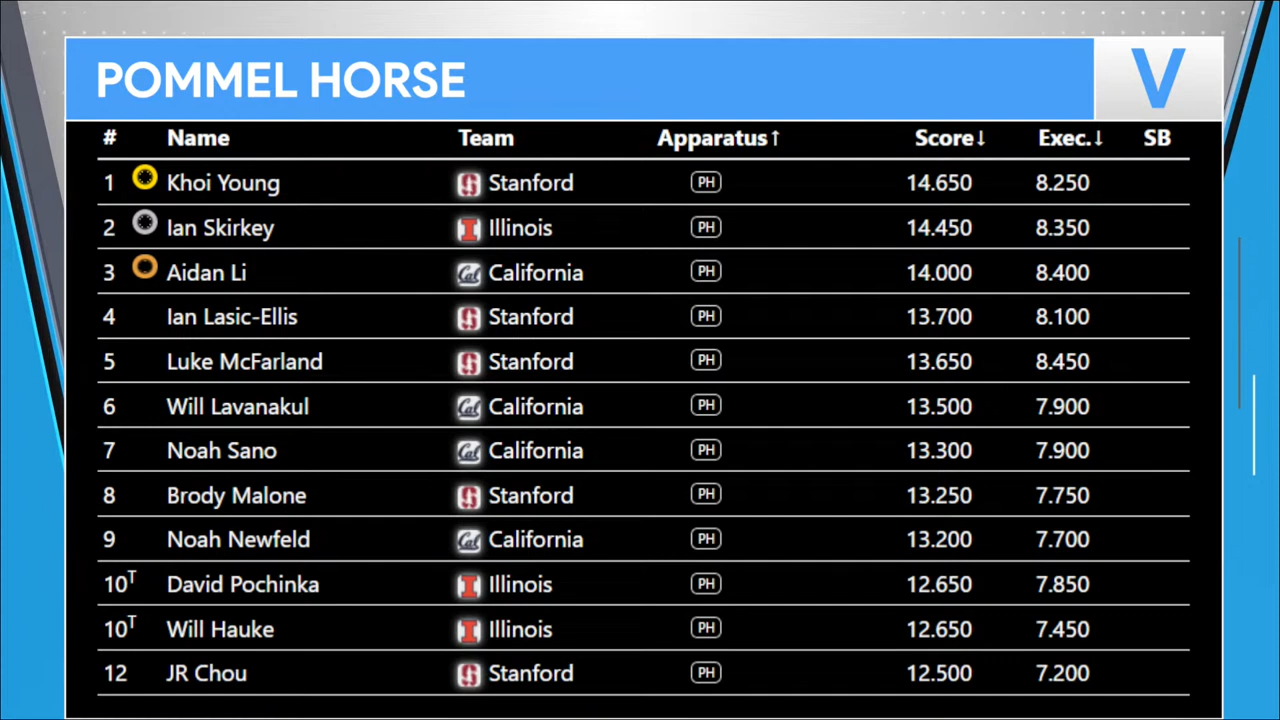 POMMEL HORSE V
# Name Team Apparatus↑ Score↓ Exec.↓ SB
1 Khoi Young S Stanford PH 14.650 8.250
2 Ian Skirkey I Illinois PH 14.450 8.350
3 Aidan Li Cal California PH 14.000 8.400
4 Ian Lasic-Ellis S Stanford PH 13.700 8.100
5 Luke McFarland S Stanford PH 13.650 8.450
6 Will Lavanakul Cal California PH 13.500 7.900
7 Noah Sano Cal California PH 13.300 7.900
8 Brody Malone S Stanford PH 13.250 7.750
9 Noah Newfeld Cal California PH 13.200 7.700
10T David Pochinka I Illinois PH 12.650 7.850
10T Will Hauke I Illinois PH 12.650 7.450
12 JR Chou S Stanford PH 12.500 7.200